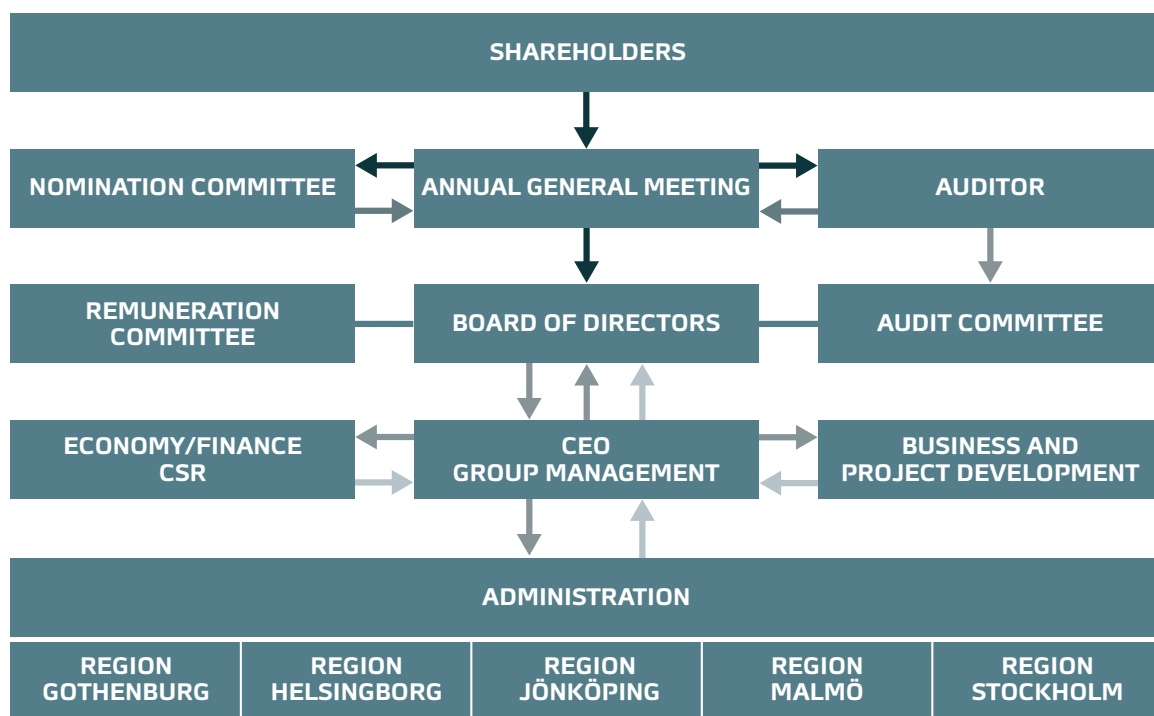 SHAREHOLDERS
NOMINATION COMMITTEE
ANNUAL GENERAL MEETING
AUDITOR
REMUNERATION
COMMITTEE
BOARD OF DIRECTORS
AUDIT COMMITTEE
ECONOMY/FINANCE
CSR
CEO
GROUP MANAGEMENT
BUSINESS AND
PROJECT DEVELOPMENT
ADMINISTRATION
REGION
GOTHENBURG
REGION
HELSINGBORG
REGION
JÖNKÖPING
REGION
MALMÖ
REGION
STOCKHOLM